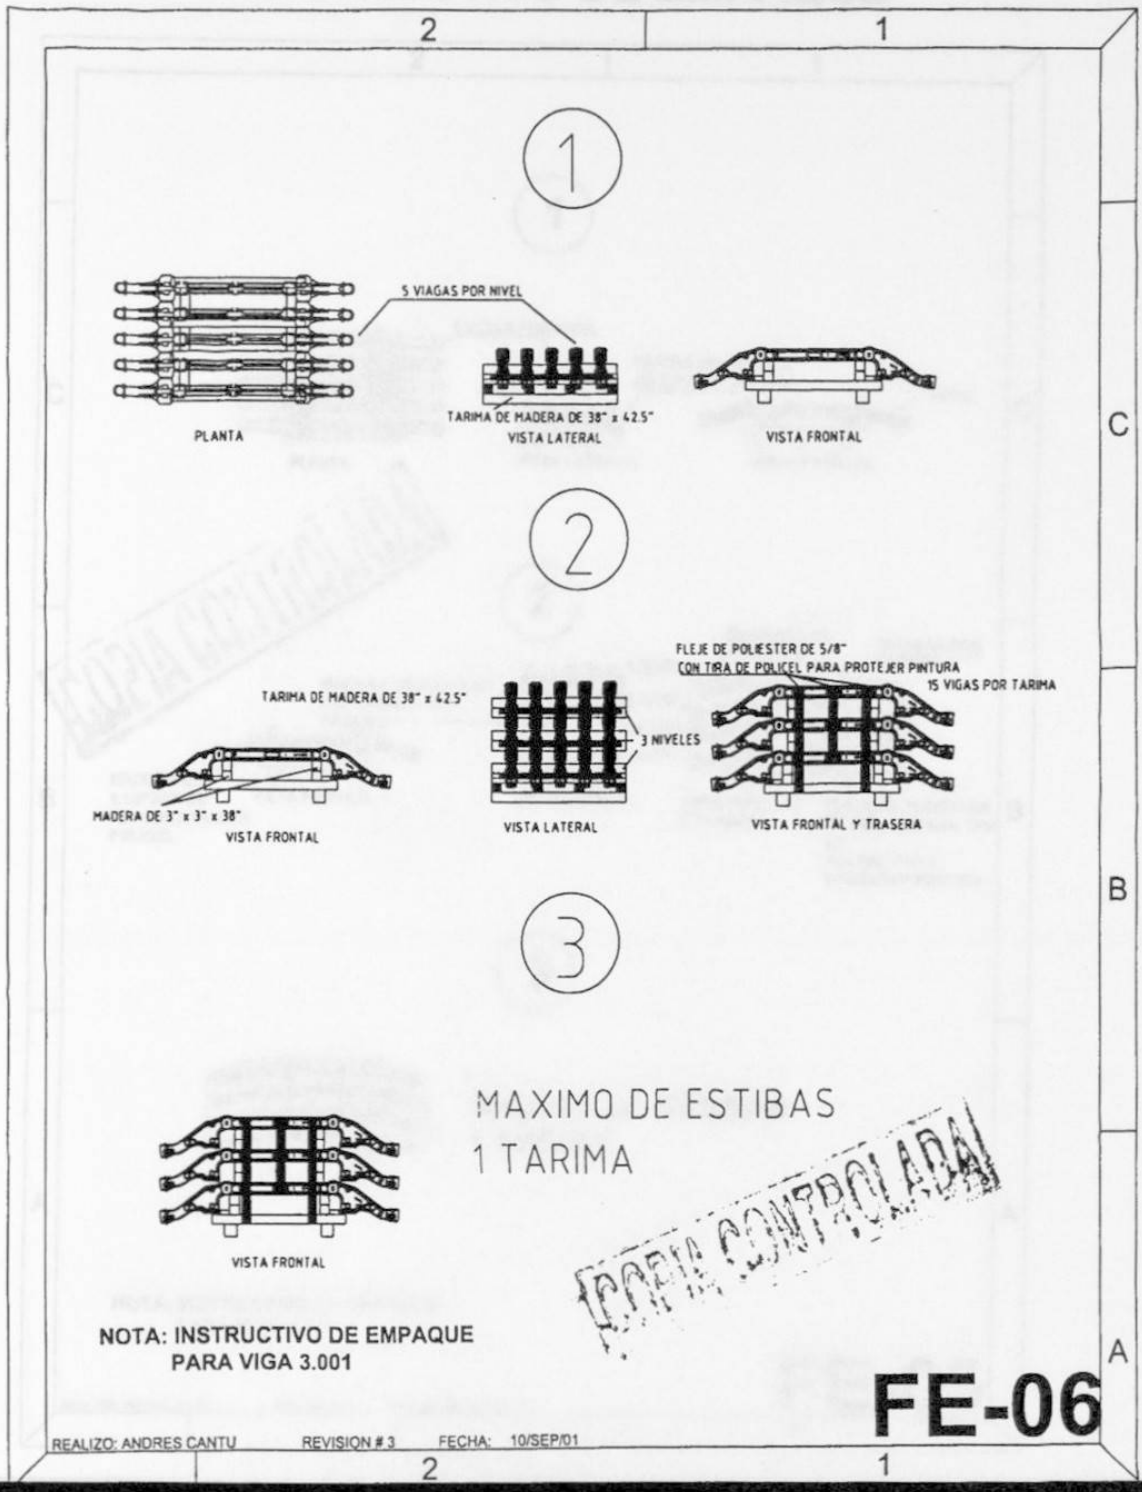 2
1
1
5 VIAGAS POR NIVEL
TARIMA DE MADERA DE 38" x 42.5"
PLANTA
VISTA LATERAL
VISTA FRONTAL
C
2
FLEJE DE POLIESTER DE 5/8"
CON TIRA DE POLICEL PARA PROTEJER PINTURA
15 VIGAS POR TARIMA
TARIMA DE MADERA DE 38" x 42.5"
3 NIVELES
MADERA DE 3" x 3" x 38"
VISTA FRONTAL
VISTA LATERAL
VISTA FRONTAL Y TRASERA
COPIA CONTROLADA
B
3
MAXIMO DE ESTIBAS
1 TARIMA
COPIA CONTROLADA
VISTA FRONTAL
NOTA: INSTRUCTIVO DE EMPAQUE
PARA VIGA 3.001
A
FE-06
REALIZO: ANDRES CANTU REVISION # 3 FECHA: 10/SEP/01
2
1